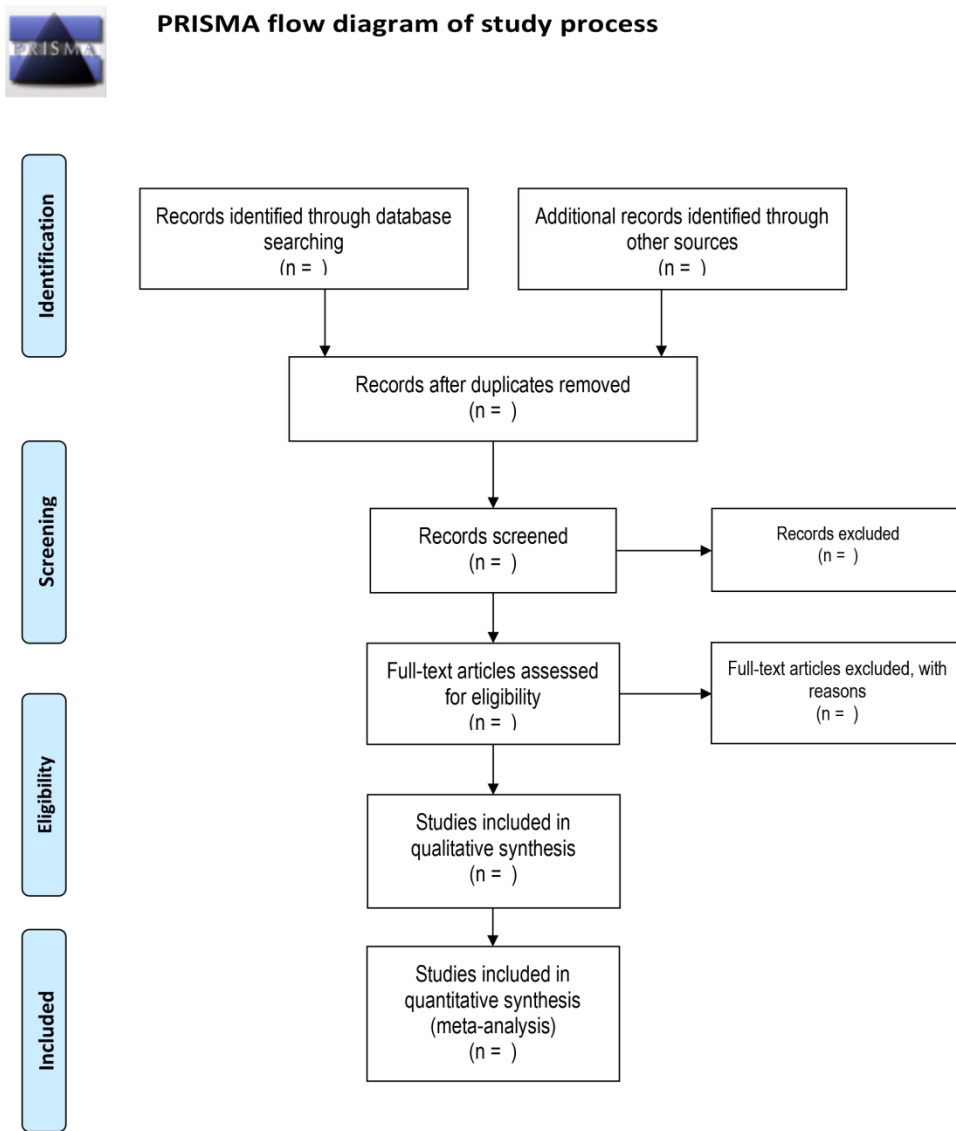 PRISMA flow diagram of study process
PRISMA
Identification
Records identified through database
searching
(n = )
Additional records identified through
other sources
(n = )
Records after duplicates removed
(n = )
Screening
Records screened
(n = )
Records excluded
(n = )
Full-text articles assessed
for eligibility
(n = )
Full-text articles excluded, with
reasons
(n = )
Eligibility
Studies included in
qualitative synthesis
(n = )
Included
Studies included in
quantitative synthesis
(meta-analysis)
(n = )